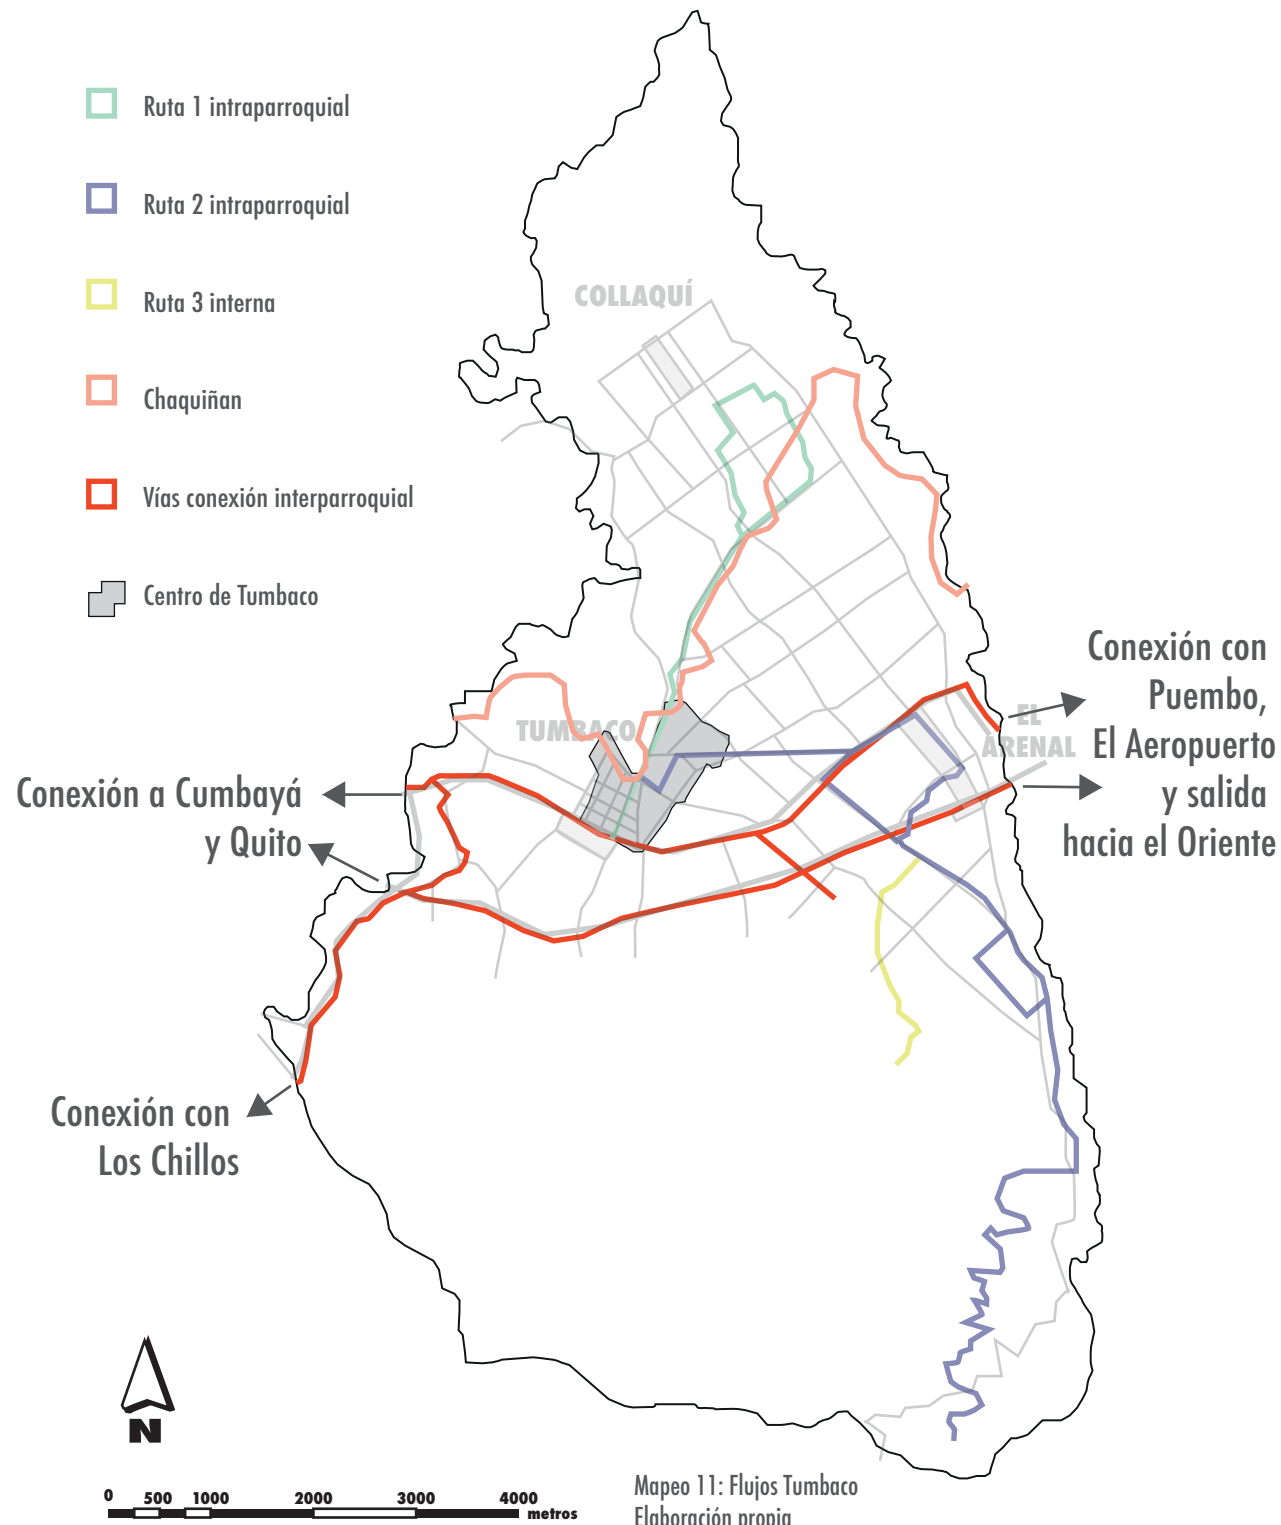 Ruta 1 intraparroquial
Ruta 2 intraparroquial
Ruta 3 interna
Chaquiñan
Vías conexión interparroquial
Centro de Tumbaco
COLLAQUÍ
TUMBACO
EL
ARENAL
Conexión con
Puembo,
El Aeropuerto
y salida
hacia el Oriente
Conexión a Cumbayá
y Quito
Conexión con
Los Chillos
N
0 500 1000 2000 3000 4000
metros
Mapeo 11: Flujos Tumbaco
Elaboración propia